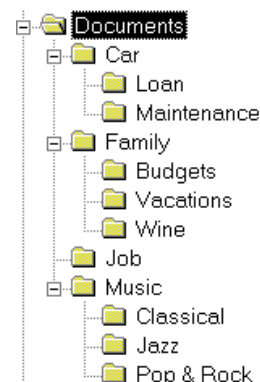 Documents
Car
Loan
Maintenance
Family
Budgets
Vacations
Wine
Job
Music
Classical
Jazz
Pop & Rock